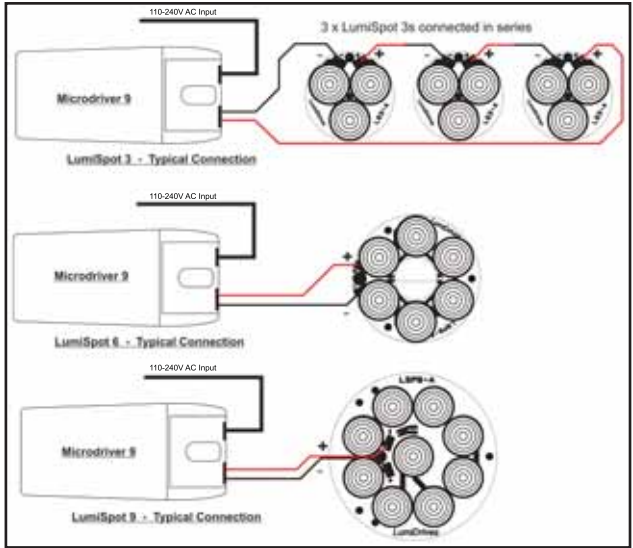 110-240V AC Input
3 x LumiSpot 3s connected in series
- +
- +
- +
Microdriver 9
LumiSpot 3 - Typical Connection
110-240V AC Input
+
Microdriver 9
-
LumiSpot 6 - Typical Connection
110-240V AC Input
LSP9-A
+
Microdriver 9
-
LumiDrives
LumiSpot 9 - Typical Connection